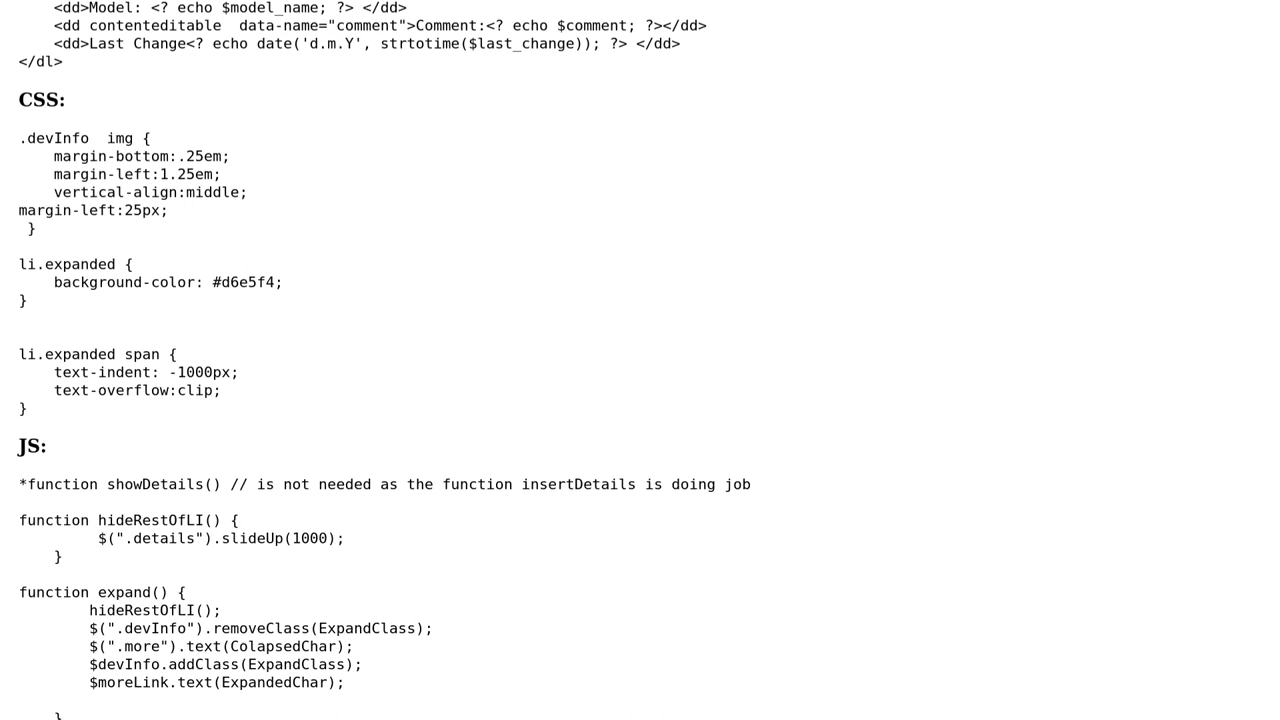 <dd>Model: <? echo $model_name; ?> </dd>
    <dd contenteditable  data-name="comment">Comment:<? echo $comment; ?></dd>
    <dd>Last Change<? echo date('d.m.Y', strtotime($last_change)); ?> </dd>
</dl>
CSS:
.devInfo  img {
    margin-bottom:.25em;
    margin-left:1.25em;
    vertical-align:middle;
margin-left:25px;
 }
li.expanded {
    background-color: #d6e5f4;
}
li.expanded span {
    text-indent: -1000px;
    text-overflow:clip;
}
JS:
*function showDetails() // is not needed as the function insertDetails is doing job
function hideRestOfLI() {
         $(".details").slideUp(1000);
    }
function expand() {
        hideRestOfLI();
        $(".devInfo").removeClass(ExpandClass);
        $(".more").text(ColapsedChar);
        $devInfo.addClass(ExpandClass);
        $moreLink.text(ExpandedChar);
    }